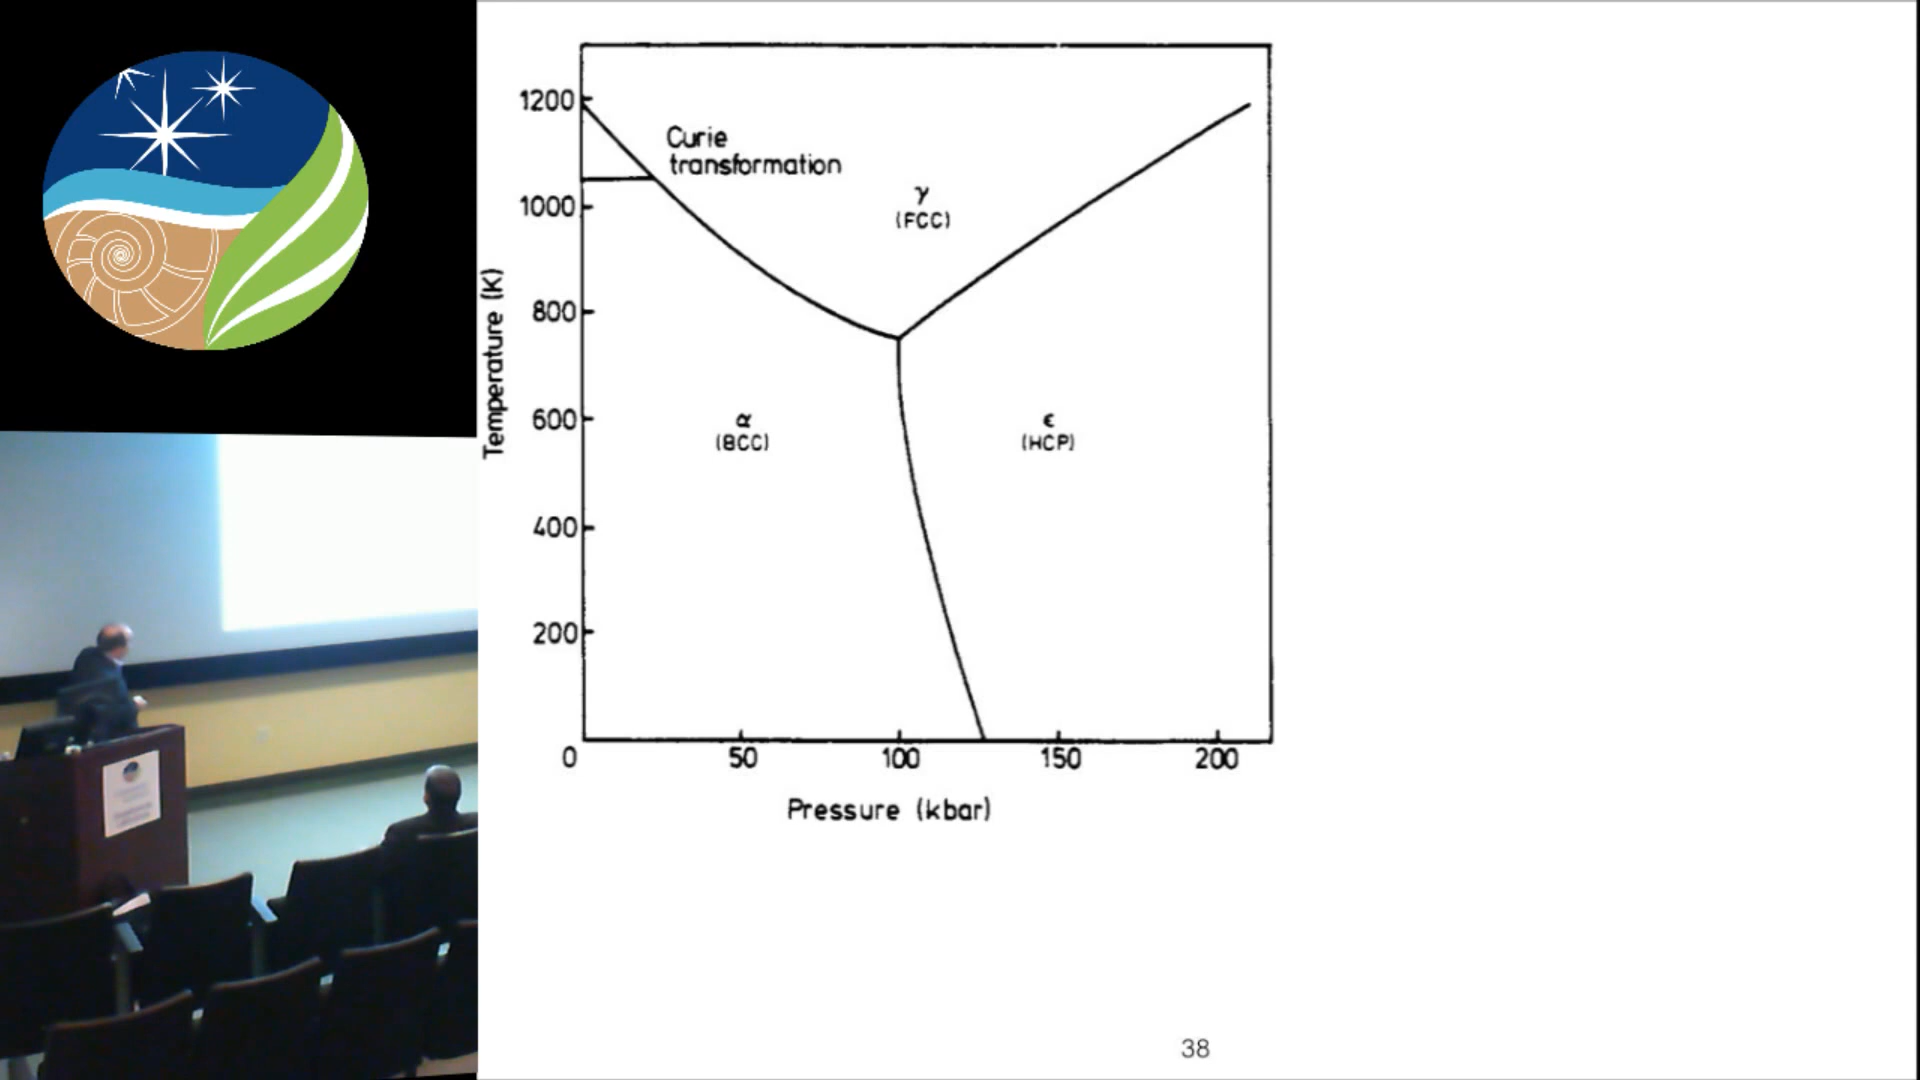 1200
1000
800
600
400
200
0
50
100
150
200
Temperature (K)
Pressure (kbar)
Curie
transformation
γ
(FCC)
α
(BCC)
ϵ
(HCP)
38